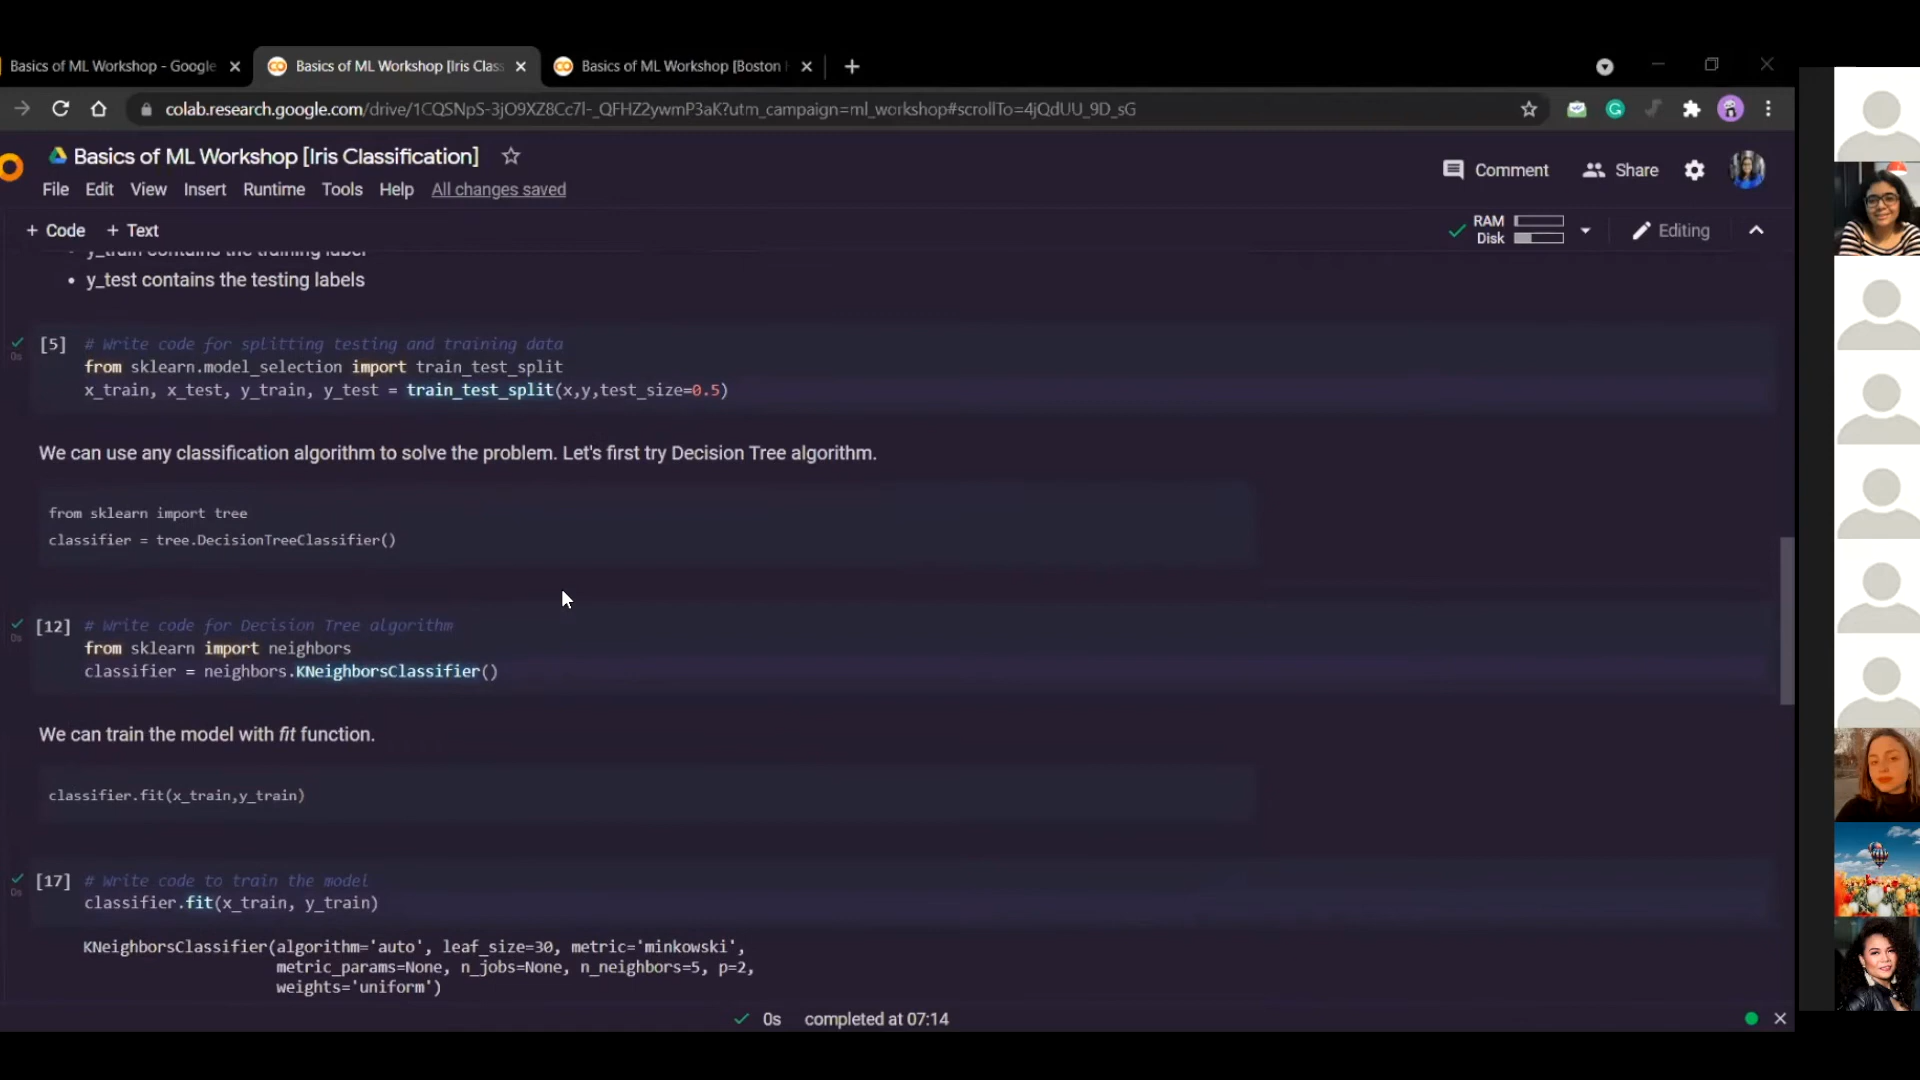 Basics of ML Workshop - Google
Basics of ML Workshop [Iris Class
Basics of ML Workshop [Boston
colab.research.google.com/drive/1CQSNpS-3jO9XZ8Cc7l-_QFHZ2ywmP3aK?utm_campaign=ml_workshop#scrollTo=4jQdUU_9D_sG
Basics of ML Workshop [Iris Classification]
Comment Share
File Edit View Insert Runtime Tools Help All changes saved
+ Code + Text
RAM
Disk
Editing
• y_train contains the training label
• y_test contains the testing labels
[5] # Write code for splitting testing and training data
0s
from sklearn.model_selection import train_test_split
x_train, x_test, y_train, y_test = train_test_split(x,y,test_size=0.5)
We can use any classification algorithm to solve the problem. Let's first try Decision Tree algorithm.
from sklearn import tree
classifier = tree.DecisionTreeClassifier()
[12] # Write code for Decision Tree algorithm
0s
from sklearn import neighbors
classifier = neighbors.KNeighborsClassifier()
We can train the model with fit function.
classifier.fit(x_train,y_train)
[17] # Write code to train the model
0s
classifier.fit(x_train, y_train)
KNeighborsClassifier(algorithm='auto', leaf_size=30, metric='minkowski',
metric_params=None, n_jobs=None, n_neighbors=5, p=2,
weights='uniform')
0s completed at 07:14